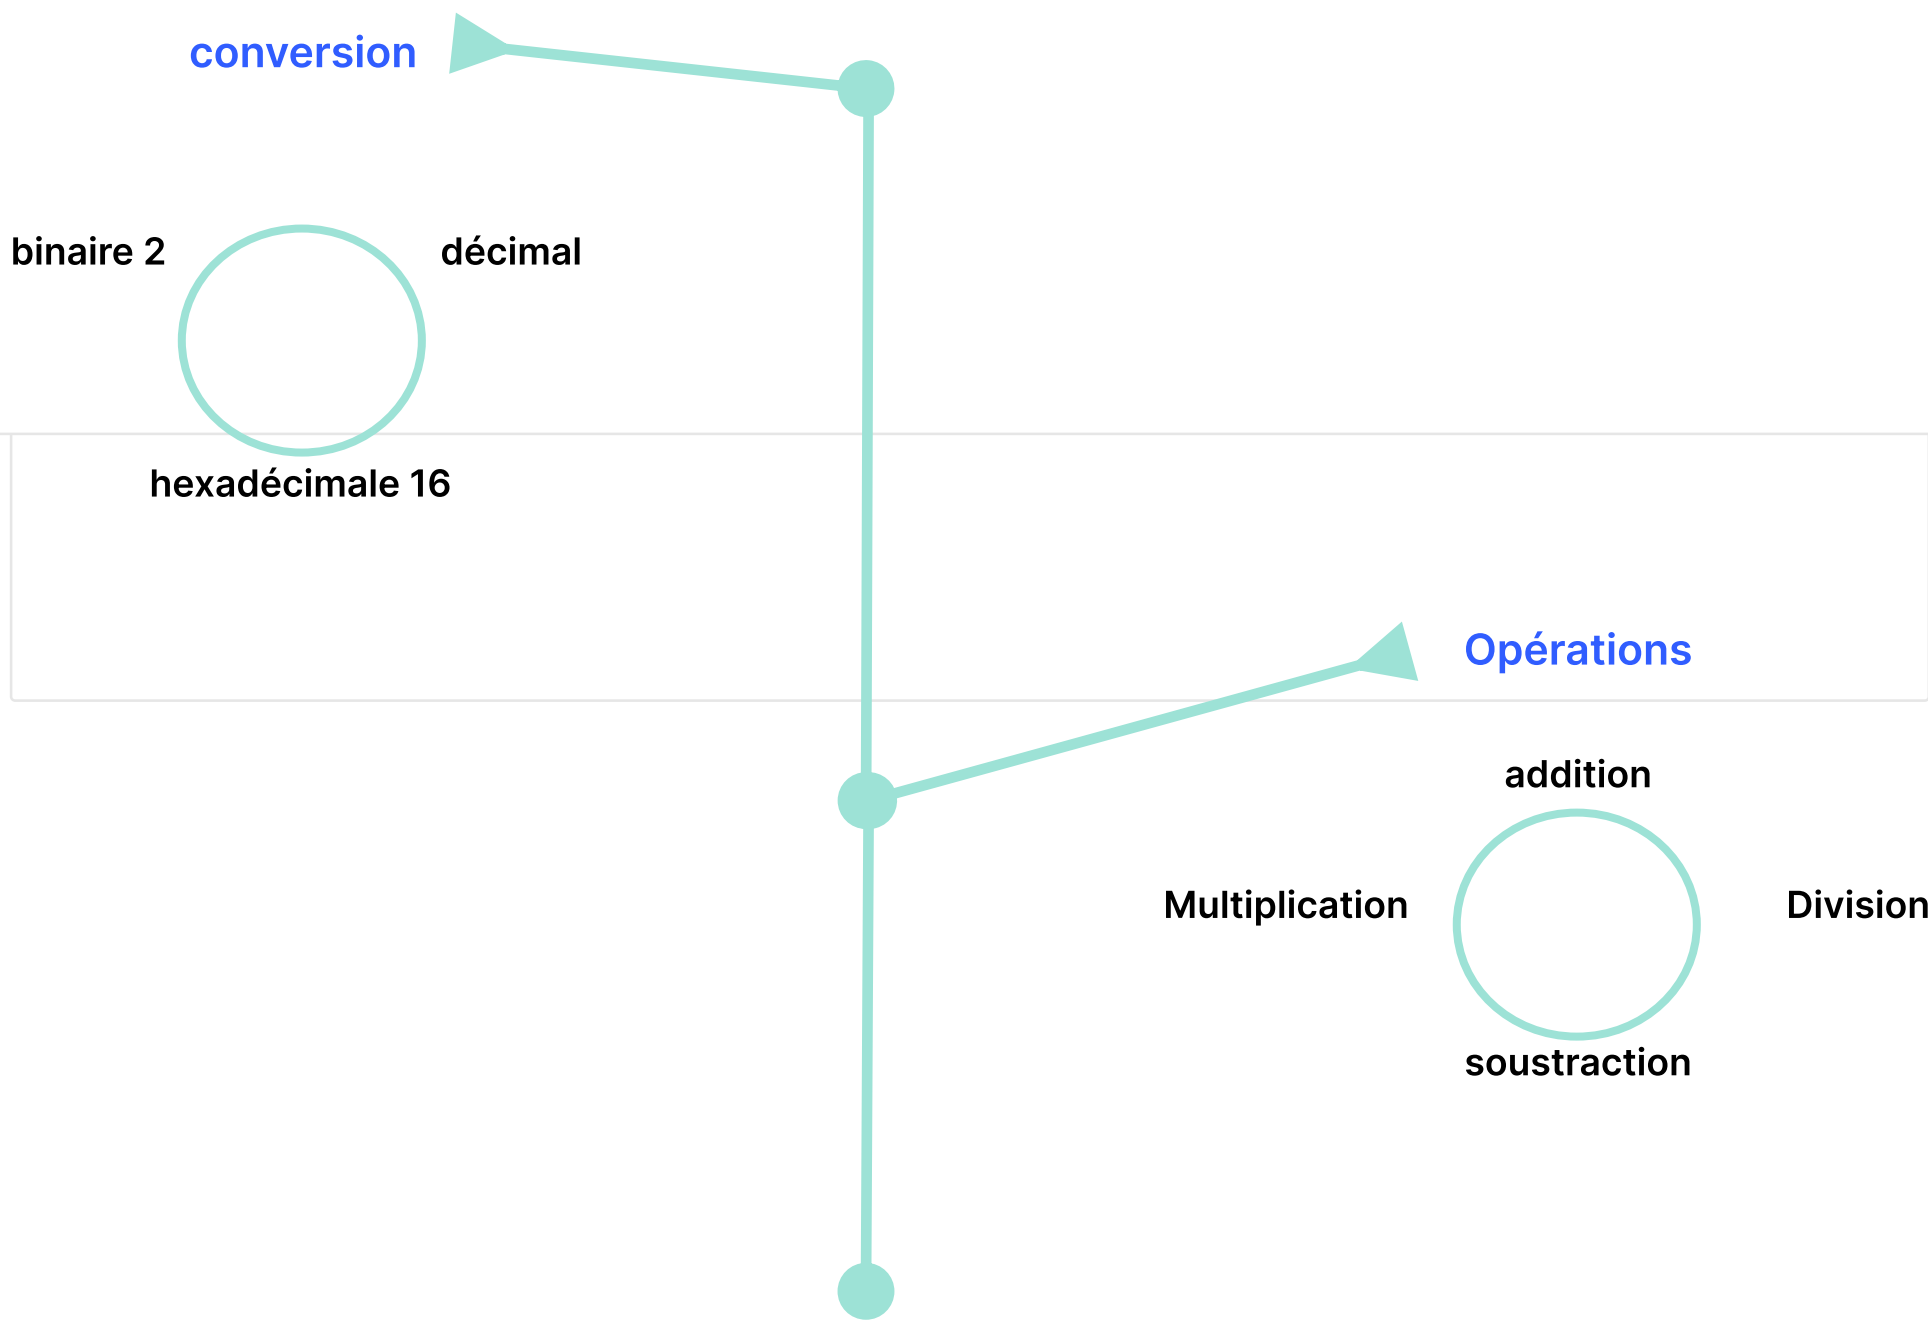 conversion
binaire 2
décimal
hexadécimale 16
Opérations
addition
Multiplication
Division
soustraction